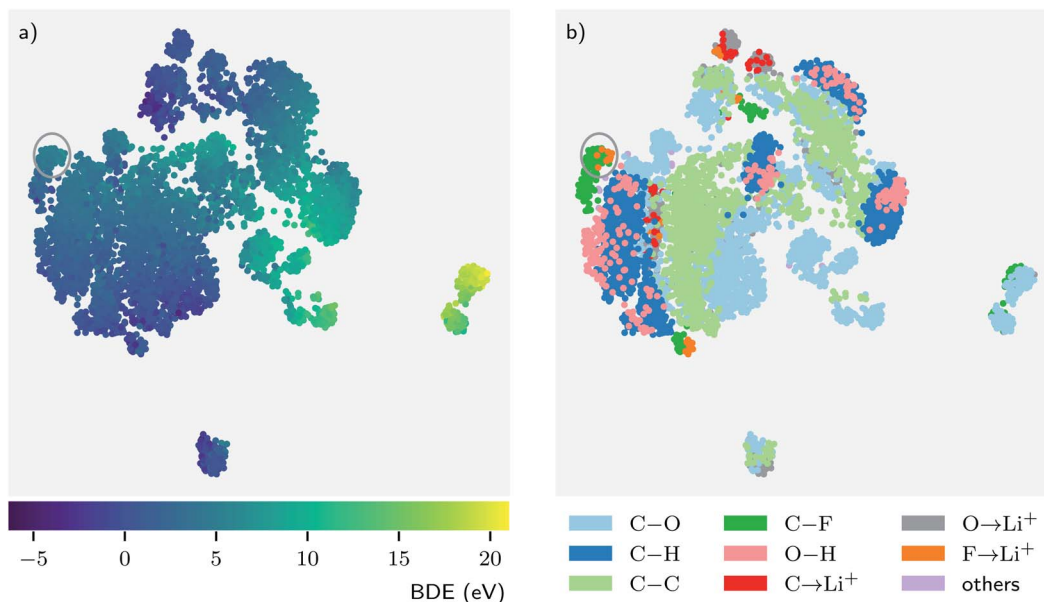 a)
b)
−5 0 5 10 15 20
BDE (eV)
C−O C−F O→Li⁺
C−H O−H F→Li⁺
C−C C→Li⁺ others